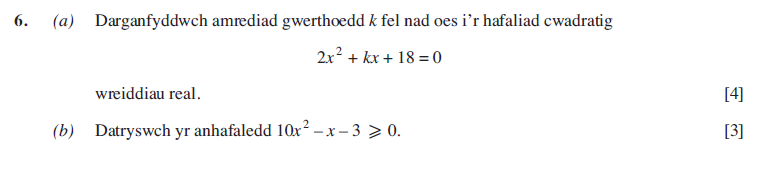 6. (a) Darganfyddwch amrediad gwerthoedd k fel nad oes i'r hafaliad cwadratig
2x² + kx + 18 = 0
wreiddiau real. [4]
(b) Datryswch yr anhafaledd 10x² – x – 3 ⩾ 0. [3]